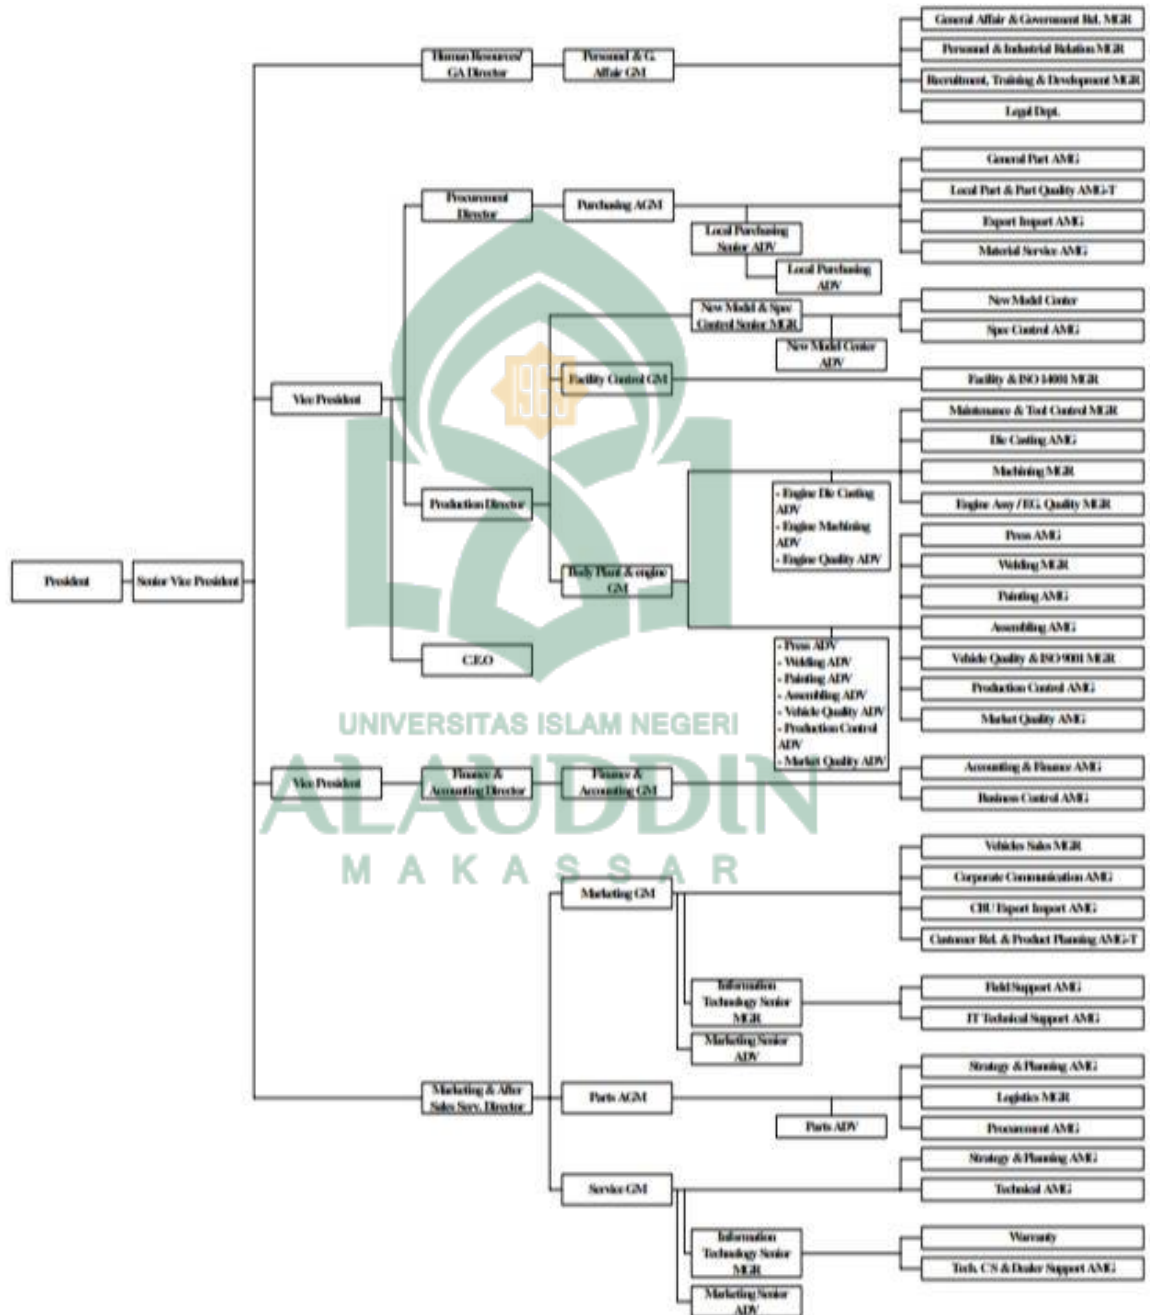 General Affair & Government Rel. MGR
Human Resources/
GA Director
Personnel & G.
Affair GM
Personnel & Industrial Relation MGR
Recruitment, Training & Development MGR
Legal Dept.
General Part AMG
Procurement
Director
Purchasing AGM
Local Part & Part Quality AMG-T
Export Import AMG
Material Service AMG
Local Purchasing
Senior ADV
Local Purchasing
ADV
New Model & Spec
Control Senior MGR
New Model Center
Spec Control AMG
New Model Center
ADV
Vice President
Facility Control GM
Facility & ISO 14001 MGR
1965
Maintenance & Tool Control MGR
Die Casting AMG
Machining MGR
Engine Assy / EG. Quality MGR
Production Director
- Engine Die Casting
ADV
- Engine Machining
ADV
- Engine Quality ADV
Press AMG
Welding MGR
Painting AMG
Assembling AMG
Vehicle Quality & ISO 9001 MGR
Production Control AMG
Market Quality AMG
President
Senior Vice President
Body Plant & engine
GM
C.E.O
- Press ADV
- Welding ADV
- Painting ADV
- Assembling ADV
- Vehicle Quality ADV
- Production Control
ADV
- Market Quality ADV
UNIVERSITAS ISLAM NEGERI
ALAUDDIN
MAKASSAR
Vice President
Finance &
Accounting Director
Finance &
Accounting GM
Accounting & Finance AMG
Business Control AMG
Marketing GM
Vehicles Sales MGR
Corporate Communication AMG
CBU Export Import AMG
Customer Rel. & Product Planning AMG-T
Information
Technology Senior
MGR
Field Support AMG
IT Technical Support AMG
Marketing Senior
ADV
Marketing & After
Sales Serv. Director
Parts AGM
Strategy & Planning AMG
Logistics MGR
Procurement AMG
Parts ADV
Service GM
Strategy & Planning AMG
Technical AMG
Information
Technology Senior
MGR
Warranty
Tech. C/S & Dealer Support AMG
Marketing Senior
ADV